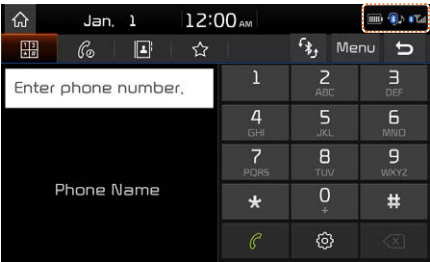 Jan. 1 12:00 AM
Menu
Enter phone number.
Phone Name
1
2 ABC
3 DEF
4 GHI
5 JKL
6 MNO
7 PQRS
8 TUV
9 WXYZ
*
0 +
#